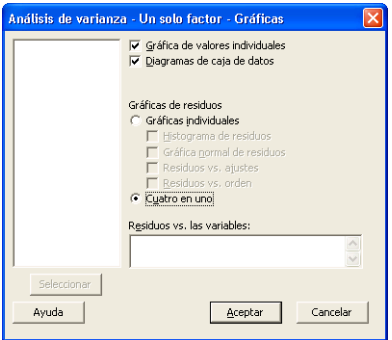 Análisis de varianza - Un solo factor - Gráficas
Gráfica de valores individuales
Diagramas de caja de datos
Gráficas de residuos
Gráficas individuales
Histograma de residuos
Gráfica normal de residuos
Residuos vs. ajustes
Residuos vs. orden
Cuatro en uno
Residuos vs. las variables:
Seleccionar
Ayuda
Aceptar
Cancelar